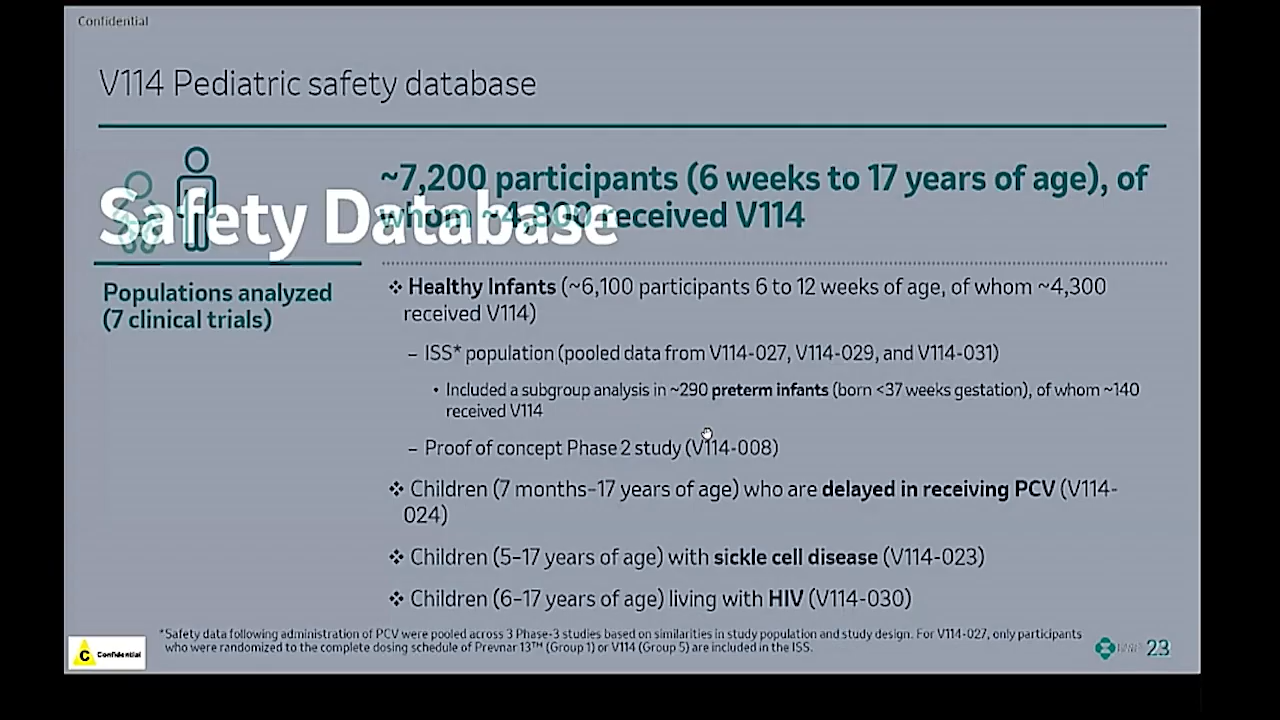 Confidential
V114 Pediatric safety database
~7,200 participants (6 weeks to 17 years of age), of
whom ~4,800 received V114
Safety Database
Populations analyzed
(7 clinical trials)
❖ Healthy Infants (~6,100 participants 6 to 12 weeks of age, of whom ~4,300
received V114)
– ISS* population (pooled data from V114-027, V114-029, and V114-031)
• Included a subgroup analysis in ~290 preterm infants (born <37 weeks gestation), of whom ~140
received V114
– Proof of concept Phase 2 study (V114-008)
❖ Children (7 months–17 years of age) who are delayed in receiving PCV (V114-
024)
❖ Children (5–17 years of age) with sickle cell disease (V114-023)
❖ Children (6–17 years of age) living with HIV (V114-030)
*Safety data following administration of PCV were pooled across 3 Phase-3 studies based on similarities in study population and study design. For V114-027, only participants
who were randomized to the complete dosing schedule of Prevnar 13™ (Group 1) or V114 (Group 5) are included in the ISS.
C Confidential
23